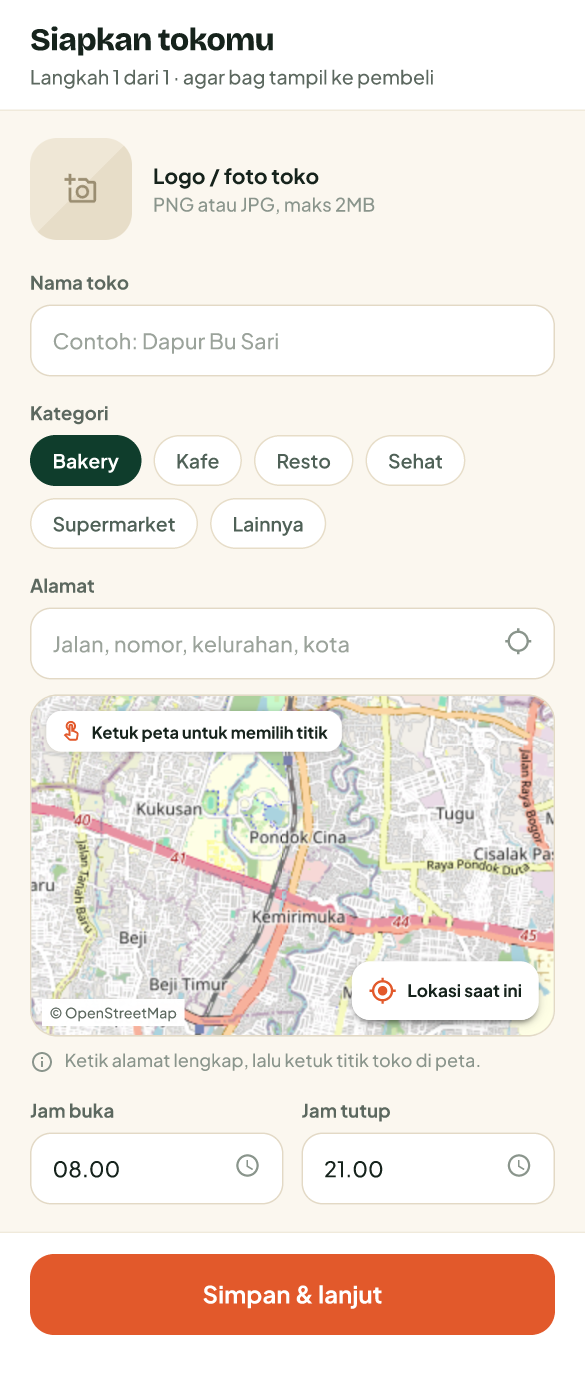 Siapkan tokomu
Langkah 1 dari 1 · agar bag tampil ke pembeli
Logo / foto toko
PNG atau JPG, maks 2MB
Nama toko
Contoh: Dapur Bu Sari
Kategori
Bakery
Kafe
Resto
Sehat
Supermarket
Lainnya
Alamat
Jalan, nomor, kelurahan, kota
Ketuk peta untuk memilih titik
Jalan Raya Bogor
Kukusan
Tugu
40
Pondok Cina
41
Cisalak Pa
Raya Pondok Duta
Jalan Tanah Baru
aru
Kemirimuka
44
45
Beji
Beji Timur
Lokasi saat ini
© OpenStreetMap
Ketik alamat lengkap, lalu ketuk titik toko di peta.
Jam buka
Jam tutup
08.00
21.00
Simpan & lanjut